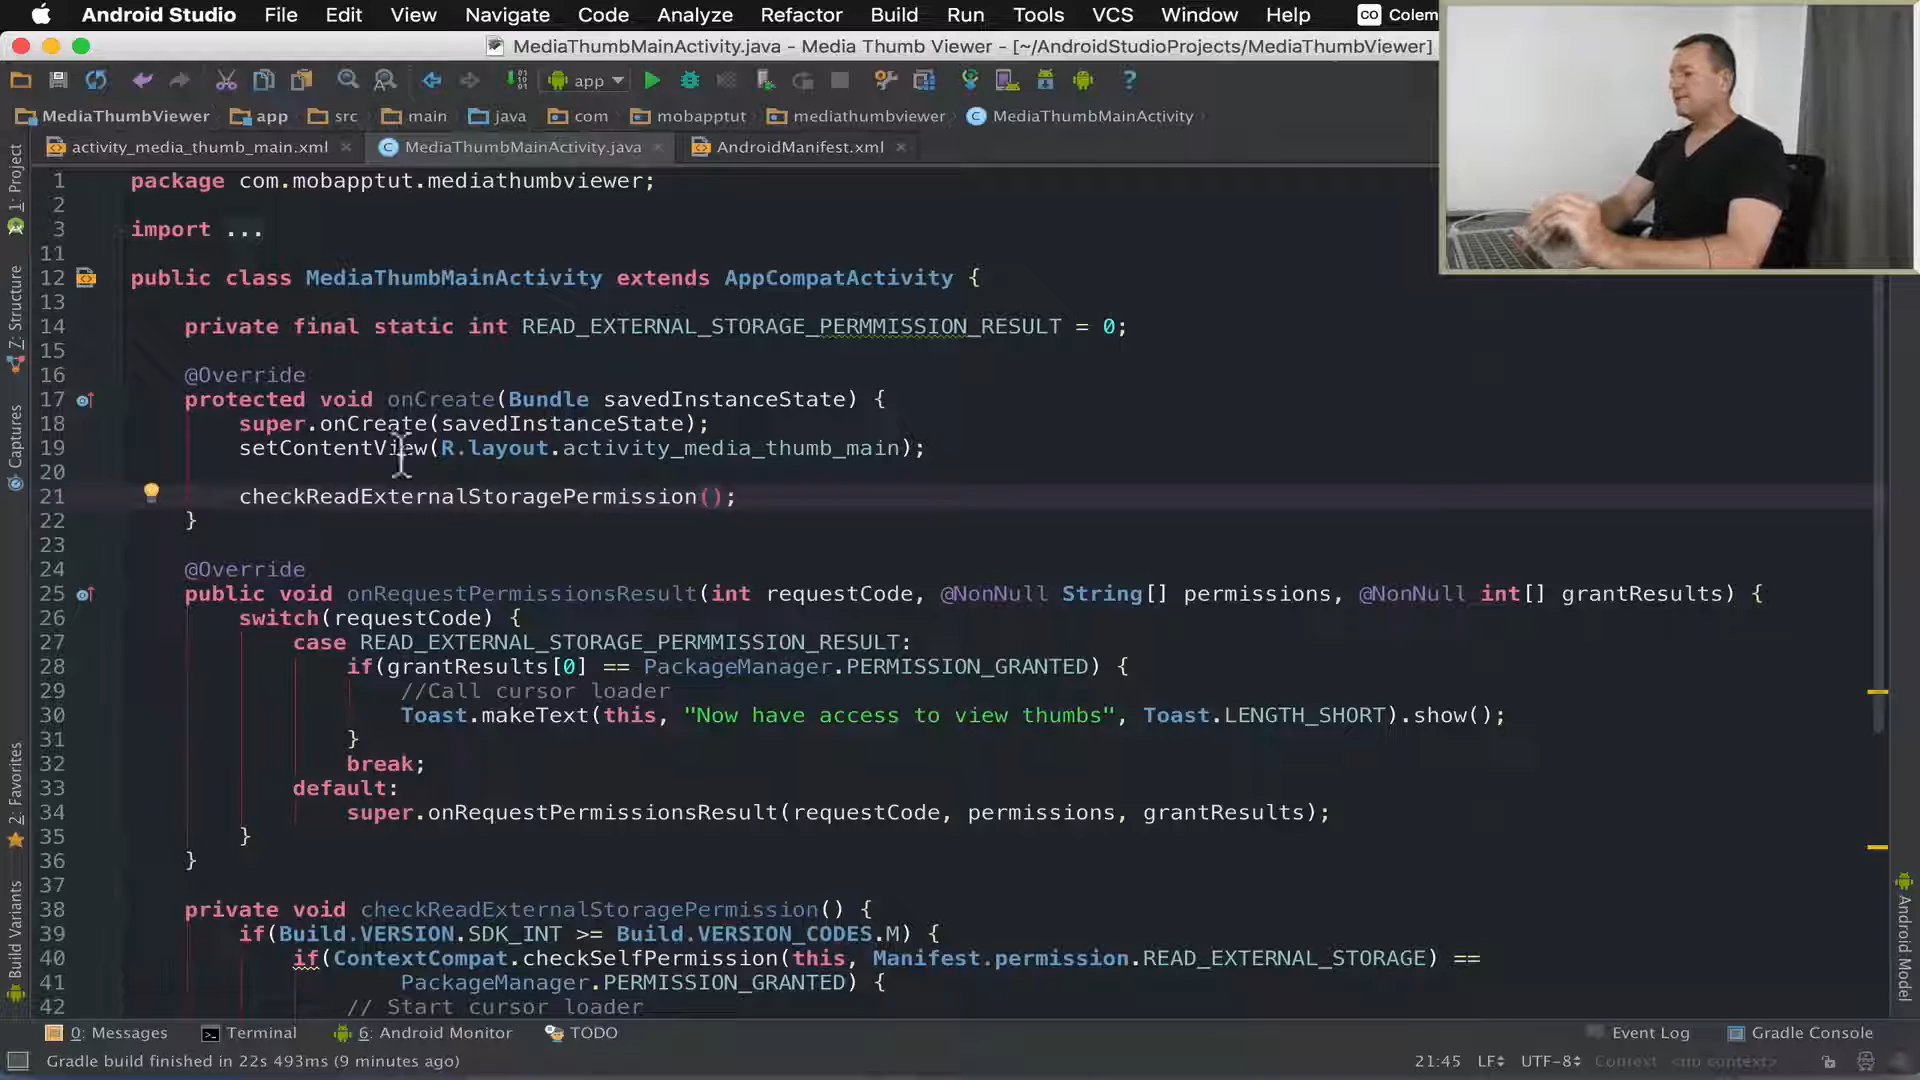 Android Studio File Edit View Navigate Code Analyze Refactor Build Run Tools VCS Window Help CO Colem
MediaThumbMainActivity.java - Media Thumb Viewer - [~/AndroidStudioProjects/MediaThumbViewer]
app
MediaThumbViewer app src main java com mobapptut mediathumbviewer MediaThumbMainActivity
activity_media_thumb_main.xml MediaThumbMainActivity.java AndroidManifest.xml
1: Project
7: Structure
Captures
2: Favorites
Build Variants
1 package com.mobapptut.mediathumbviewer;
2
3 import ...
11
12 public class MediaThumbMainActivity extends AppCompatActivity {
13
14 private final static int READ_EXTERNAL_STORAGE_PERMMISSION_RESULT = 0;
15
16 @Override
17 protected void onCreate(Bundle savedInstanceState) {
18 super.onCreate(savedInstanceState);
19 setContentView(R.layout.activity_media_thumb_main);
20
21 checkReadExternalStoragePermission();
22 }
23
24 @Override
25 public void onRequestPermissionsResult(int requestCode, @NonNull String[] permissions, @NonNull int[] grantResults) {
26 switch(requestCode) {
27 case READ_EXTERNAL_STORAGE_PERMMISSION_RESULT:
28 if(grantResults[0] == PackageManager.PERMISSION_GRANTED) {
29 //Call cursor loader
30 Toast.makeText(this, "Now have access to view thumbs", Toast.LENGTH_SHORT).show();
31 }
32 break;
33 default:
34 super.onRequestPermissionsResult(requestCode, permissions, grantResults);
35 }
36 }
37
38 private void checkReadExternalStoragePermission() {
39 if(Build.VERSION.SDK_INT >= Build.VERSION_CODES.M) {
40 if(ContextCompat.checkSelfPermission(this, Manifest.permission.READ_EXTERNAL_STORAGE) ==
41 PackageManager.PERMISSION_GRANTED) {
42 // Start cursor loader
Android Model
0: Messages Terminal 6: Android Monitor TODO Event Log Gradle Console
Gradle build finished in 22s 493ms (9 minutes ago) 21:45 LF UTF-8 Context: <no context>